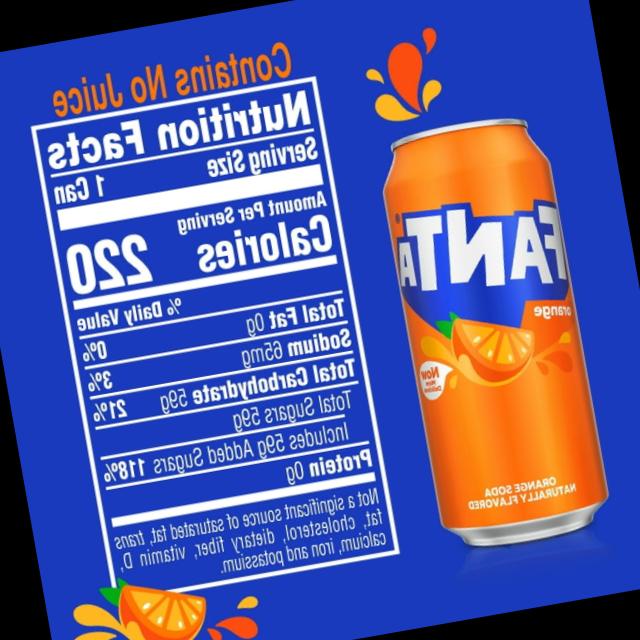 Contains No Juice
Nutrition Facts
Serving Size 1 Can
Amount Per Serving
Calories 220
% Daily Value
Total Fat 0g 0%
Sodium 65mg 3%
Total Carbohydrate 59g 21%
Total Sugars 59g
Includes 59g Added Sugars 118%
Protein 0g
Not a significant source of saturated fat, trans
fat, cholesterol, dietary fiber, vitamin D,
calcium, iron and potassium.
FANTA
orange
Now
More
Delicious
ORANGE SODA
NATURALLY FLAVORED